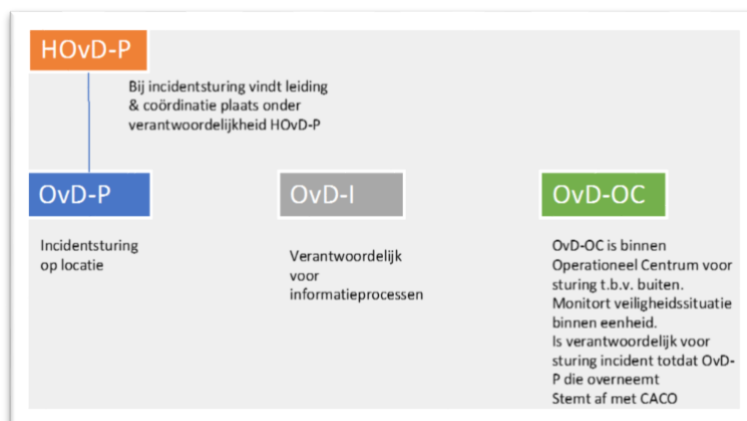 HOvD-P
Bij incidentsturing vindt leiding
& coördinatie plaats onder
verantwoordelijkheid HOvD-P
OvD-P
Incidentsturing
op locatie
OvD-I
Verantwoordelijk
voor
informatieprocessen
OvD-OC
OvD-OC is binnen
Operationeel Centrum voor
sturing t.b.v. buiten.
Monitort veiligheidssituatie
binnen eenheid.
Is verantwoordelijk voor
sturing incident totdat OvD-
P die overneemt
Stemt af met CACO